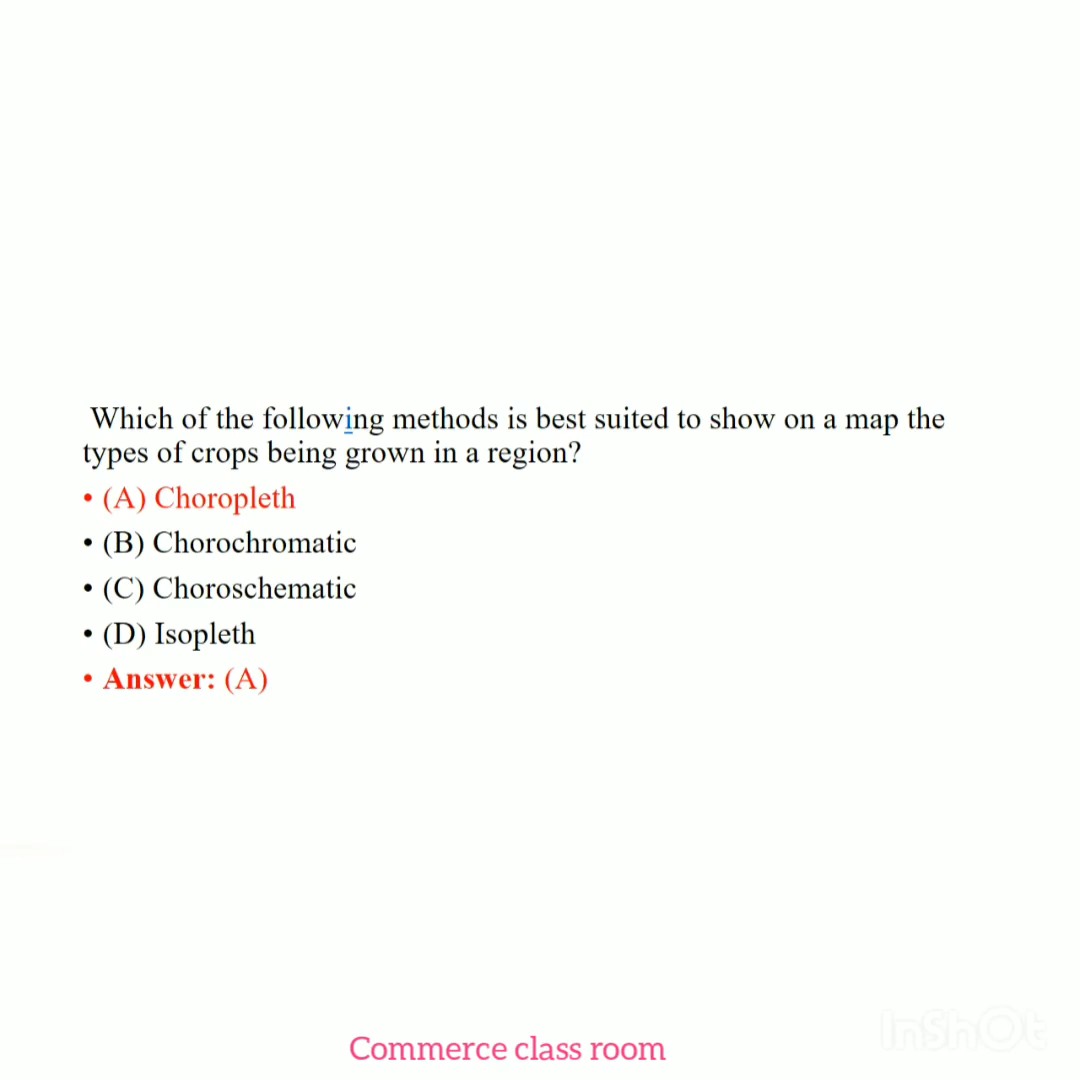 Which of the following methods is best suited to show on a map the
types of crops being grown in a region?
• (A) Choropleth
• (B) Chorochromatic
• (C) Choroschematic
• (D) Isopleth
• Answer: (A)
InShOt
Commerce class room